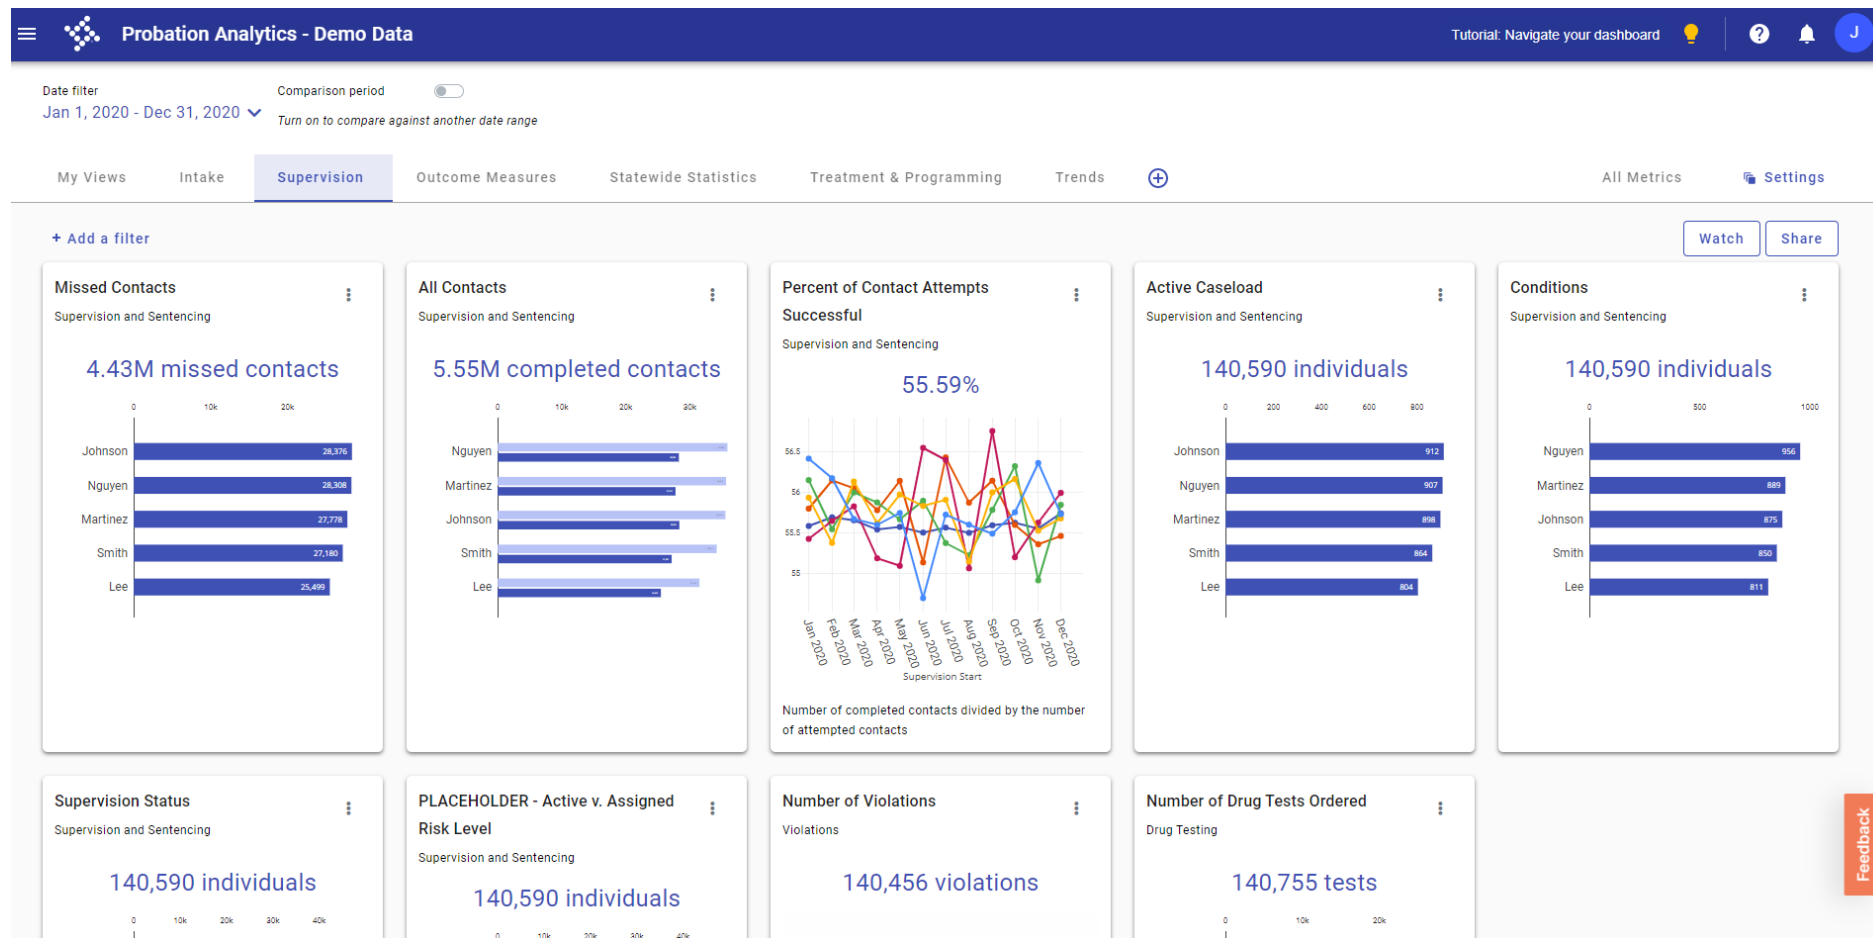 Probation Analytics - Demo Data
Tutorial: Navigate your dashboard
J
Date filter
Jan 1, 2020 - Dec 31, 2020
Comparison period
Turn on to compare against another date range
My Views
Intake
Supervision
Outcome Measures
Statewide Statistics
Treatment & Programming
Trends
All Metrics
Settings
+ Add a filter
Watch
Share
Missed Contacts
Supervision and Sentencing
4.43M missed contacts
0 10k 20k
Johnson 28,376
Nguyen 28,308
Martinez 27,778
Smith 27,180
Lee 25,499
All Contacts
Supervision and Sentencing
5.55M completed contacts
0 10k 20k 30k
Nguyen
Martinez
Johnson
Smith
Lee
Percent of Contact Attempts
Successful
Supervision and Sentencing
55.59%
56.5
56
55.5
55
Jan 2020
Feb 2020
Mar 2020
Apr 2020
May 2020
Jun 2020
Jul 2020
Aug 2020
Sep 2020
Oct 2020
Nov 2020
Dec 2020
Supervision Start
Number of completed contacts divided by the number
of attempted contacts
Active Caseload
Supervision and Sentencing
140,590 individuals
0 200 400 600 800
Johnson 912
Nguyen 907
Martinez 898
Smith 864
Lee 804
Conditions
Supervision and Sentencing
140,590 individuals
0 500 1000
Nguyen 956
Martinez 889
Johnson 875
Smith 850
Lee 811
Supervision Status
Supervision and Sentencing
140,590 individuals
0 10k 20k 30k 40k
PLACEHOLDER - Active v. Assigned
Risk Level
Supervision and Sentencing
140,590 individuals
0 10k 20k 30k 40k
Number of Violations
Violations
140,456 violations
Number of Drug Tests Ordered
Drug Testing
140,755 tests
0 10k 20k
Feedback